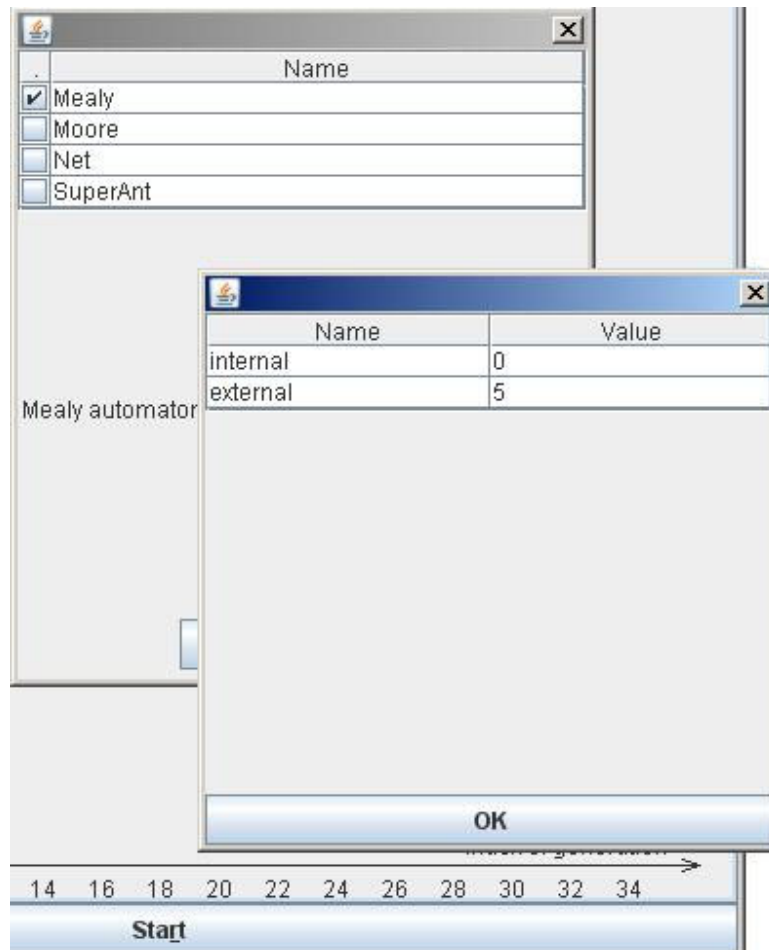 . Name
Mealy
Moore
Net
SuperAnt
Name Value
internal 0
external 5
Mealy automator
OK
14 16 18 20 22 24 26 28 30 32 34
Start